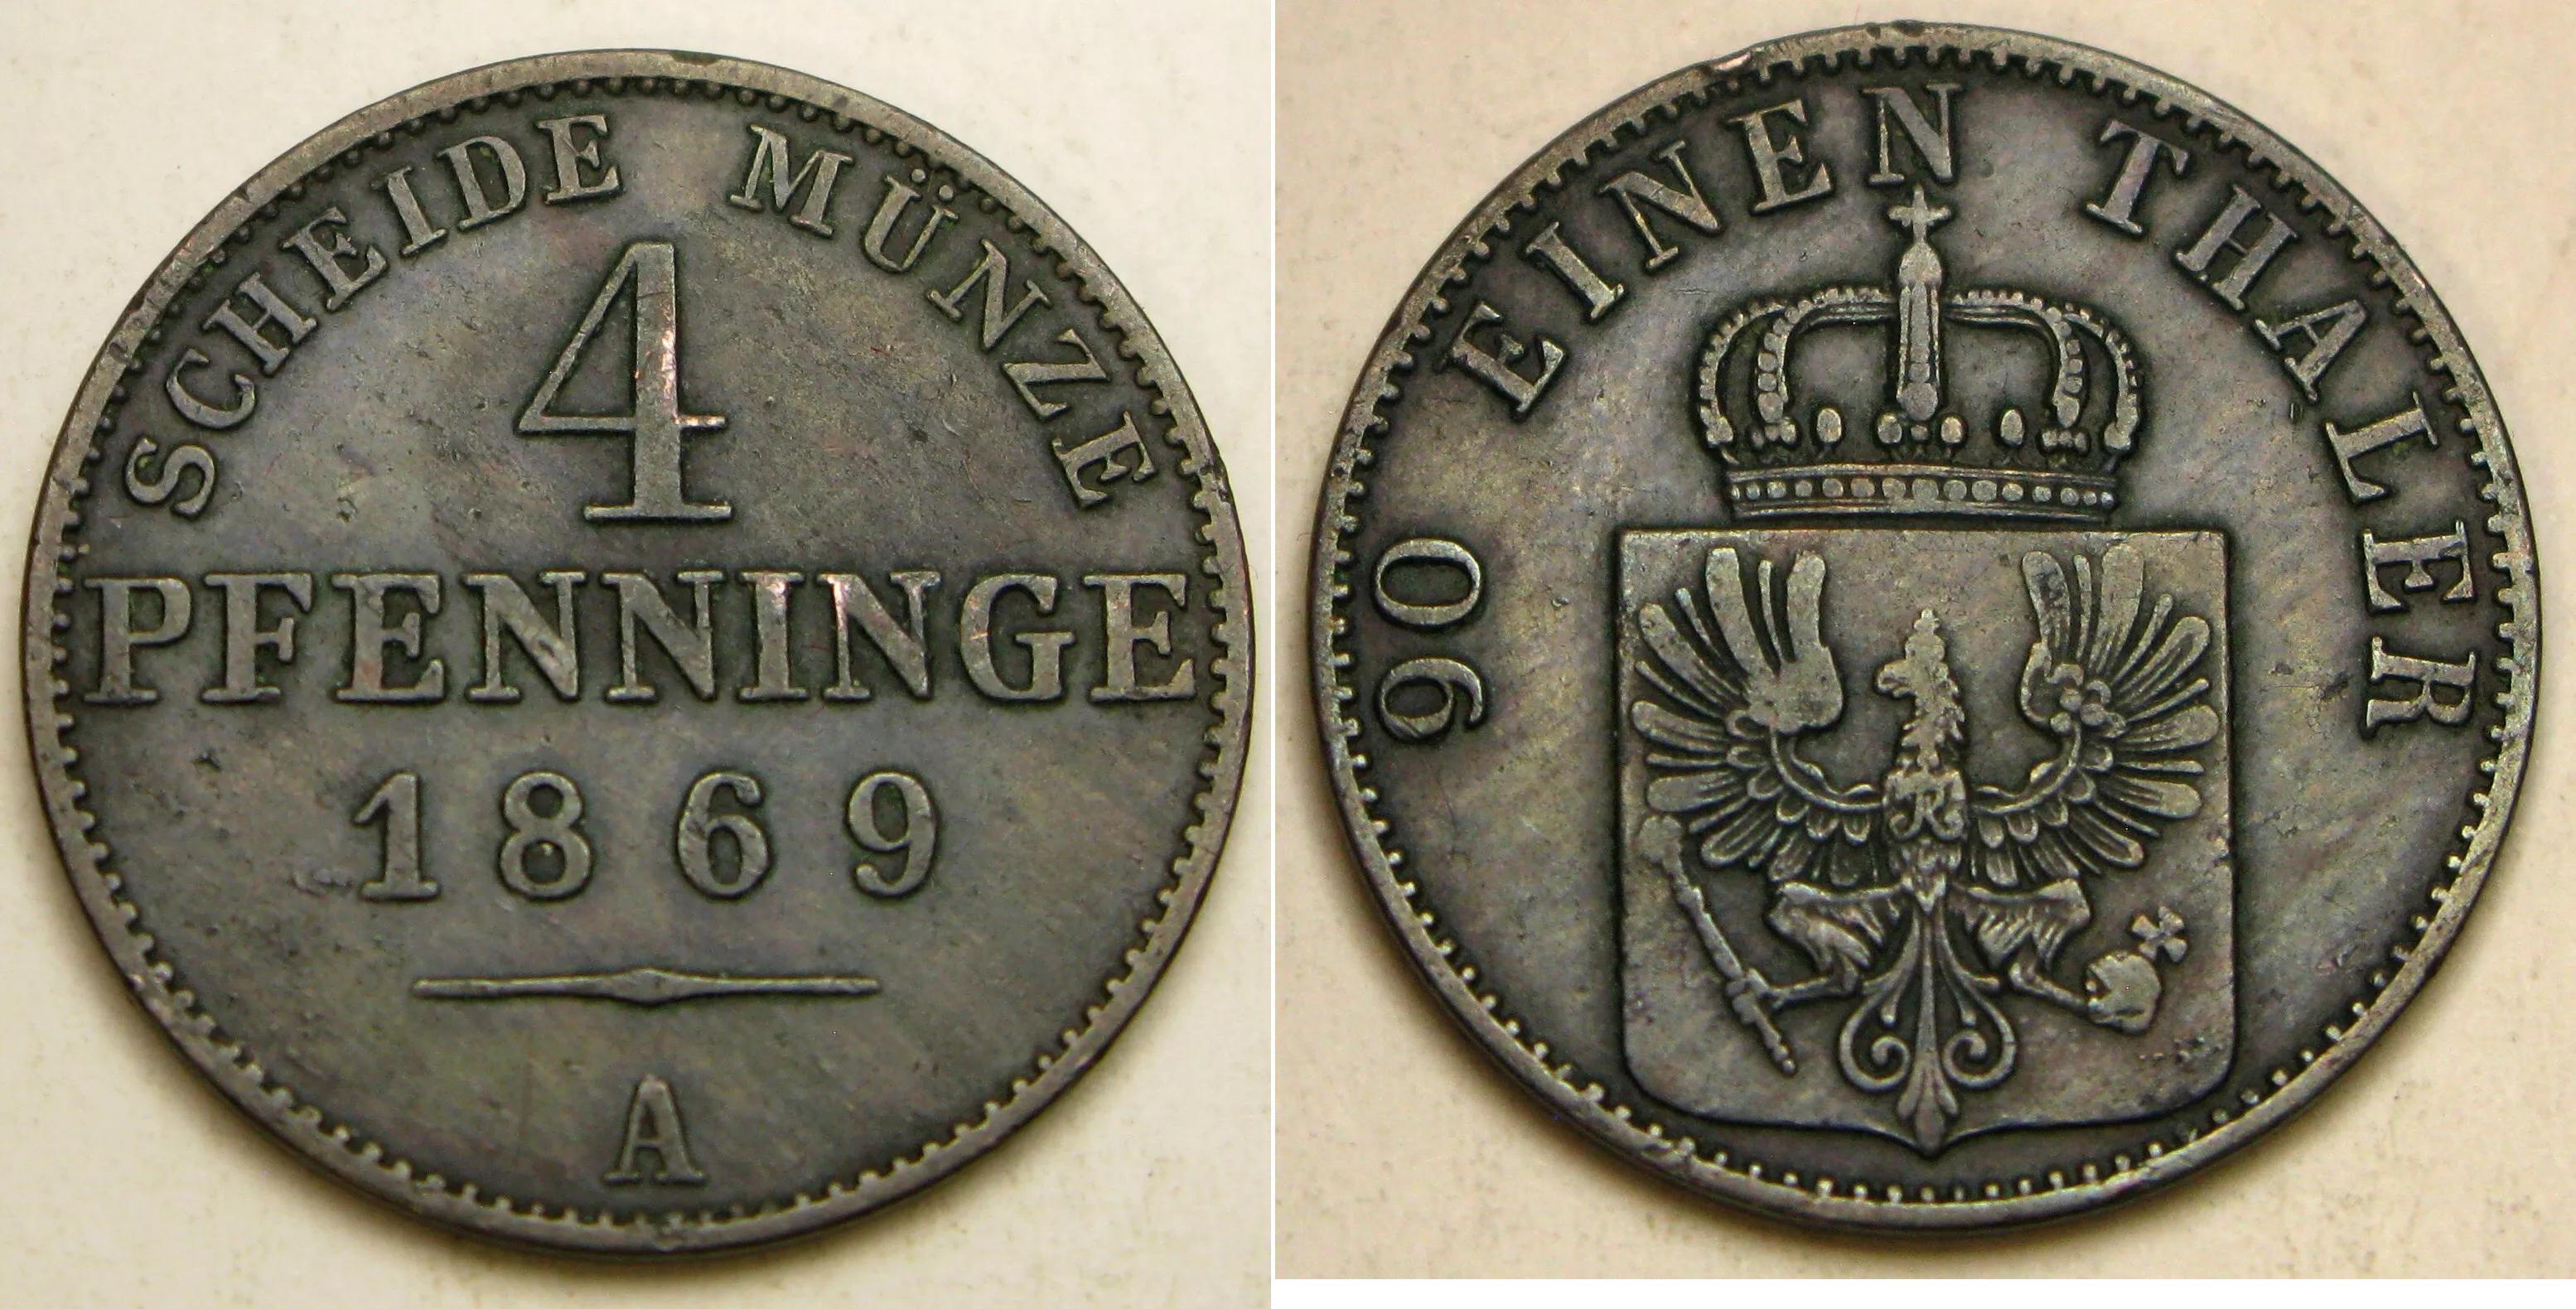 SCHEIDE MÜNZE
4
PFENNINGE
1869
A
90 EINEN THALER
R